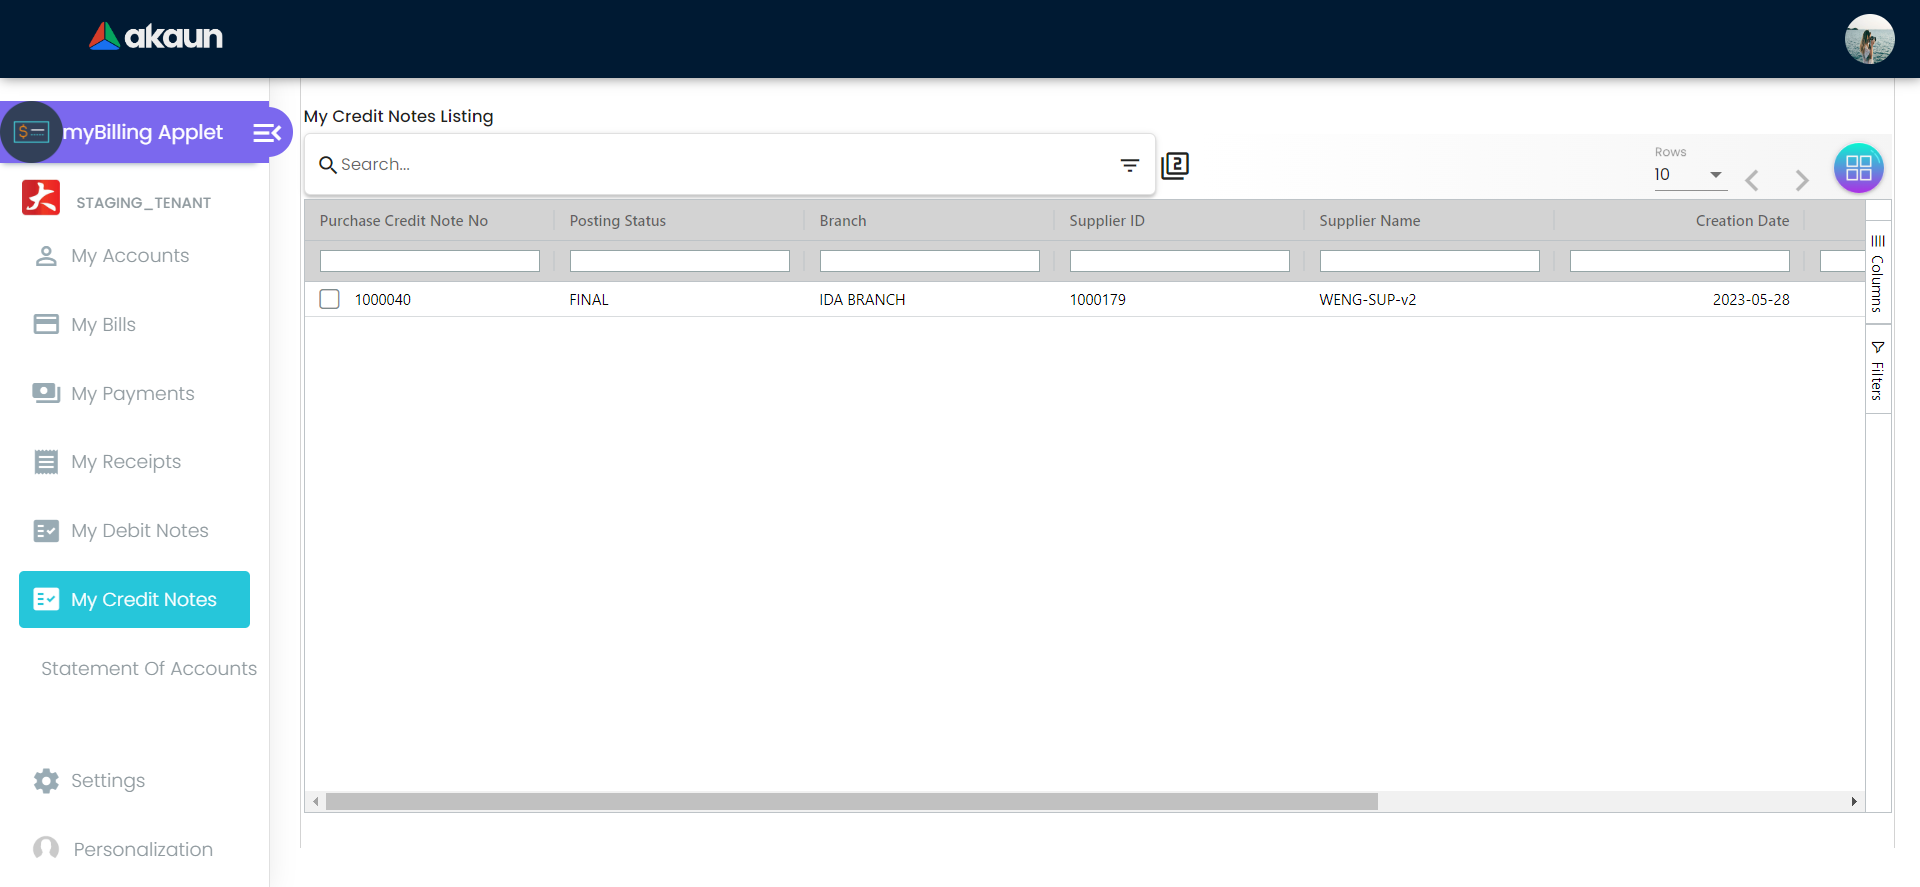 akaun
myBilling Applet
STAGING_TENANT
My Accounts
My Bills
My Payments
My Receipts
My Debit Notes
My Credit Notes
Statement Of Accounts
Settings
Personalization
My Credit Notes Listing
Search...
2
Rows
10
Purchase Credit Note No Posting Status Branch Supplier ID Supplier Name Creation Date
1000040 FINAL IDA BRANCH 1000179 WENG-SUP-v2 2023-05-28
Columns
Filters